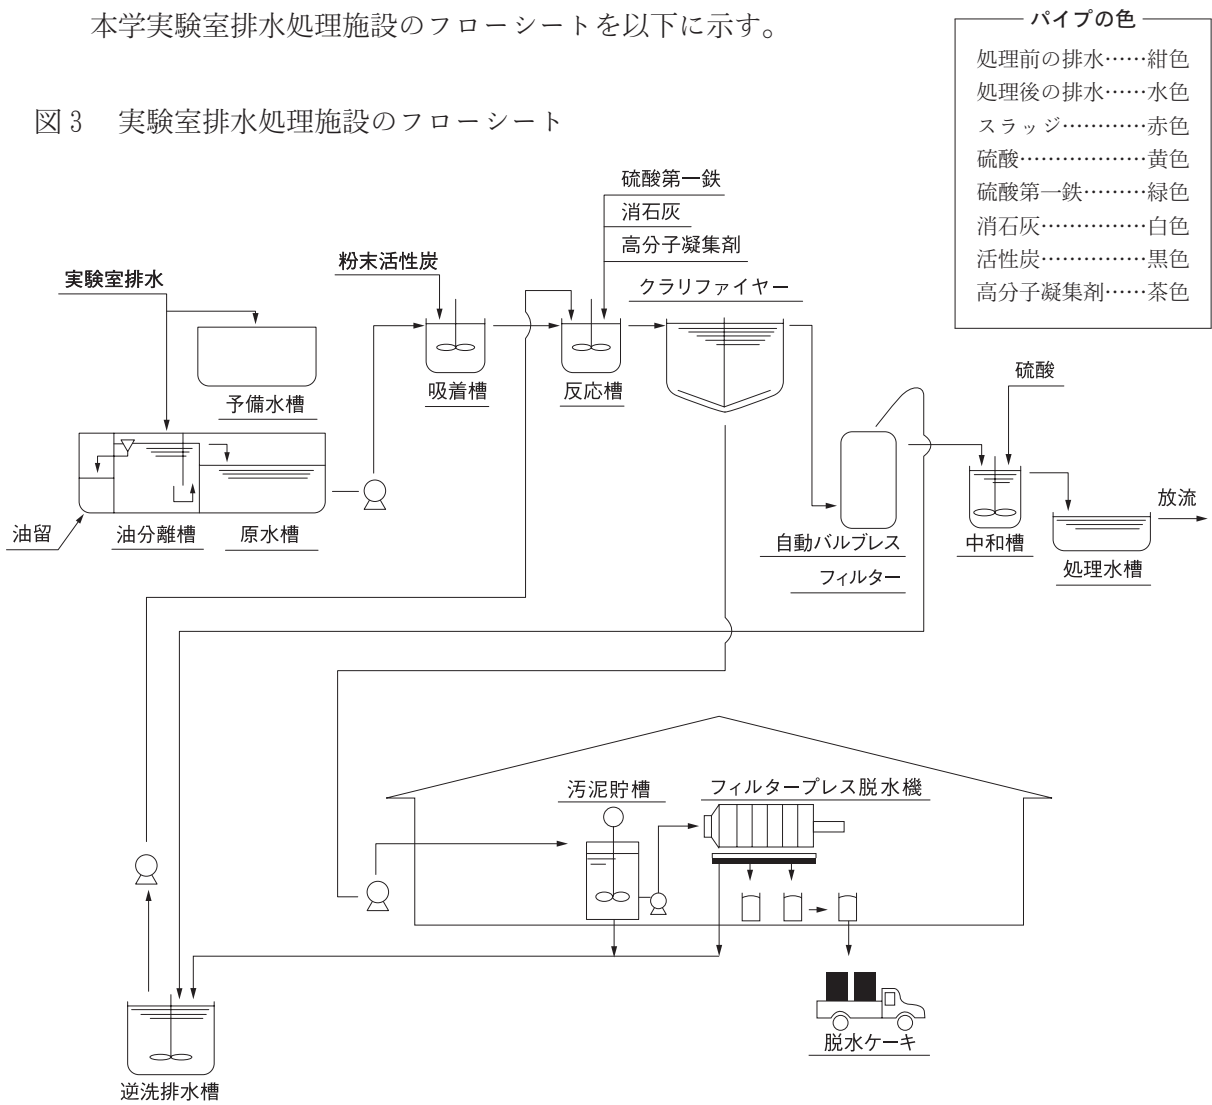 本学実験室排水処理施設のフローシートを以下に示す。
図3 実験室排水処理施設のフローシート
パイプの色
処理前の排水……紺色
処理後の排水……水色
スラッジ…………赤色
硫酸………………黄色
硫酸第一鉄………緑色
消石灰……………白色
活性炭……………黒色
高分子凝集剤……茶色
硫酸第一鉄
消石灰
高分子凝集剤
粉末活性炭
実験室排水
クラリファイヤー
予備水槽
吸着槽
反応槽
硫酸
油留
油分離槽
原水槽
自動バルブレス
フィルター
中和槽
放流
処理水槽
汚泥貯槽
フィルタープレス脱水機
脱水ケーキ
逆洗排水槽